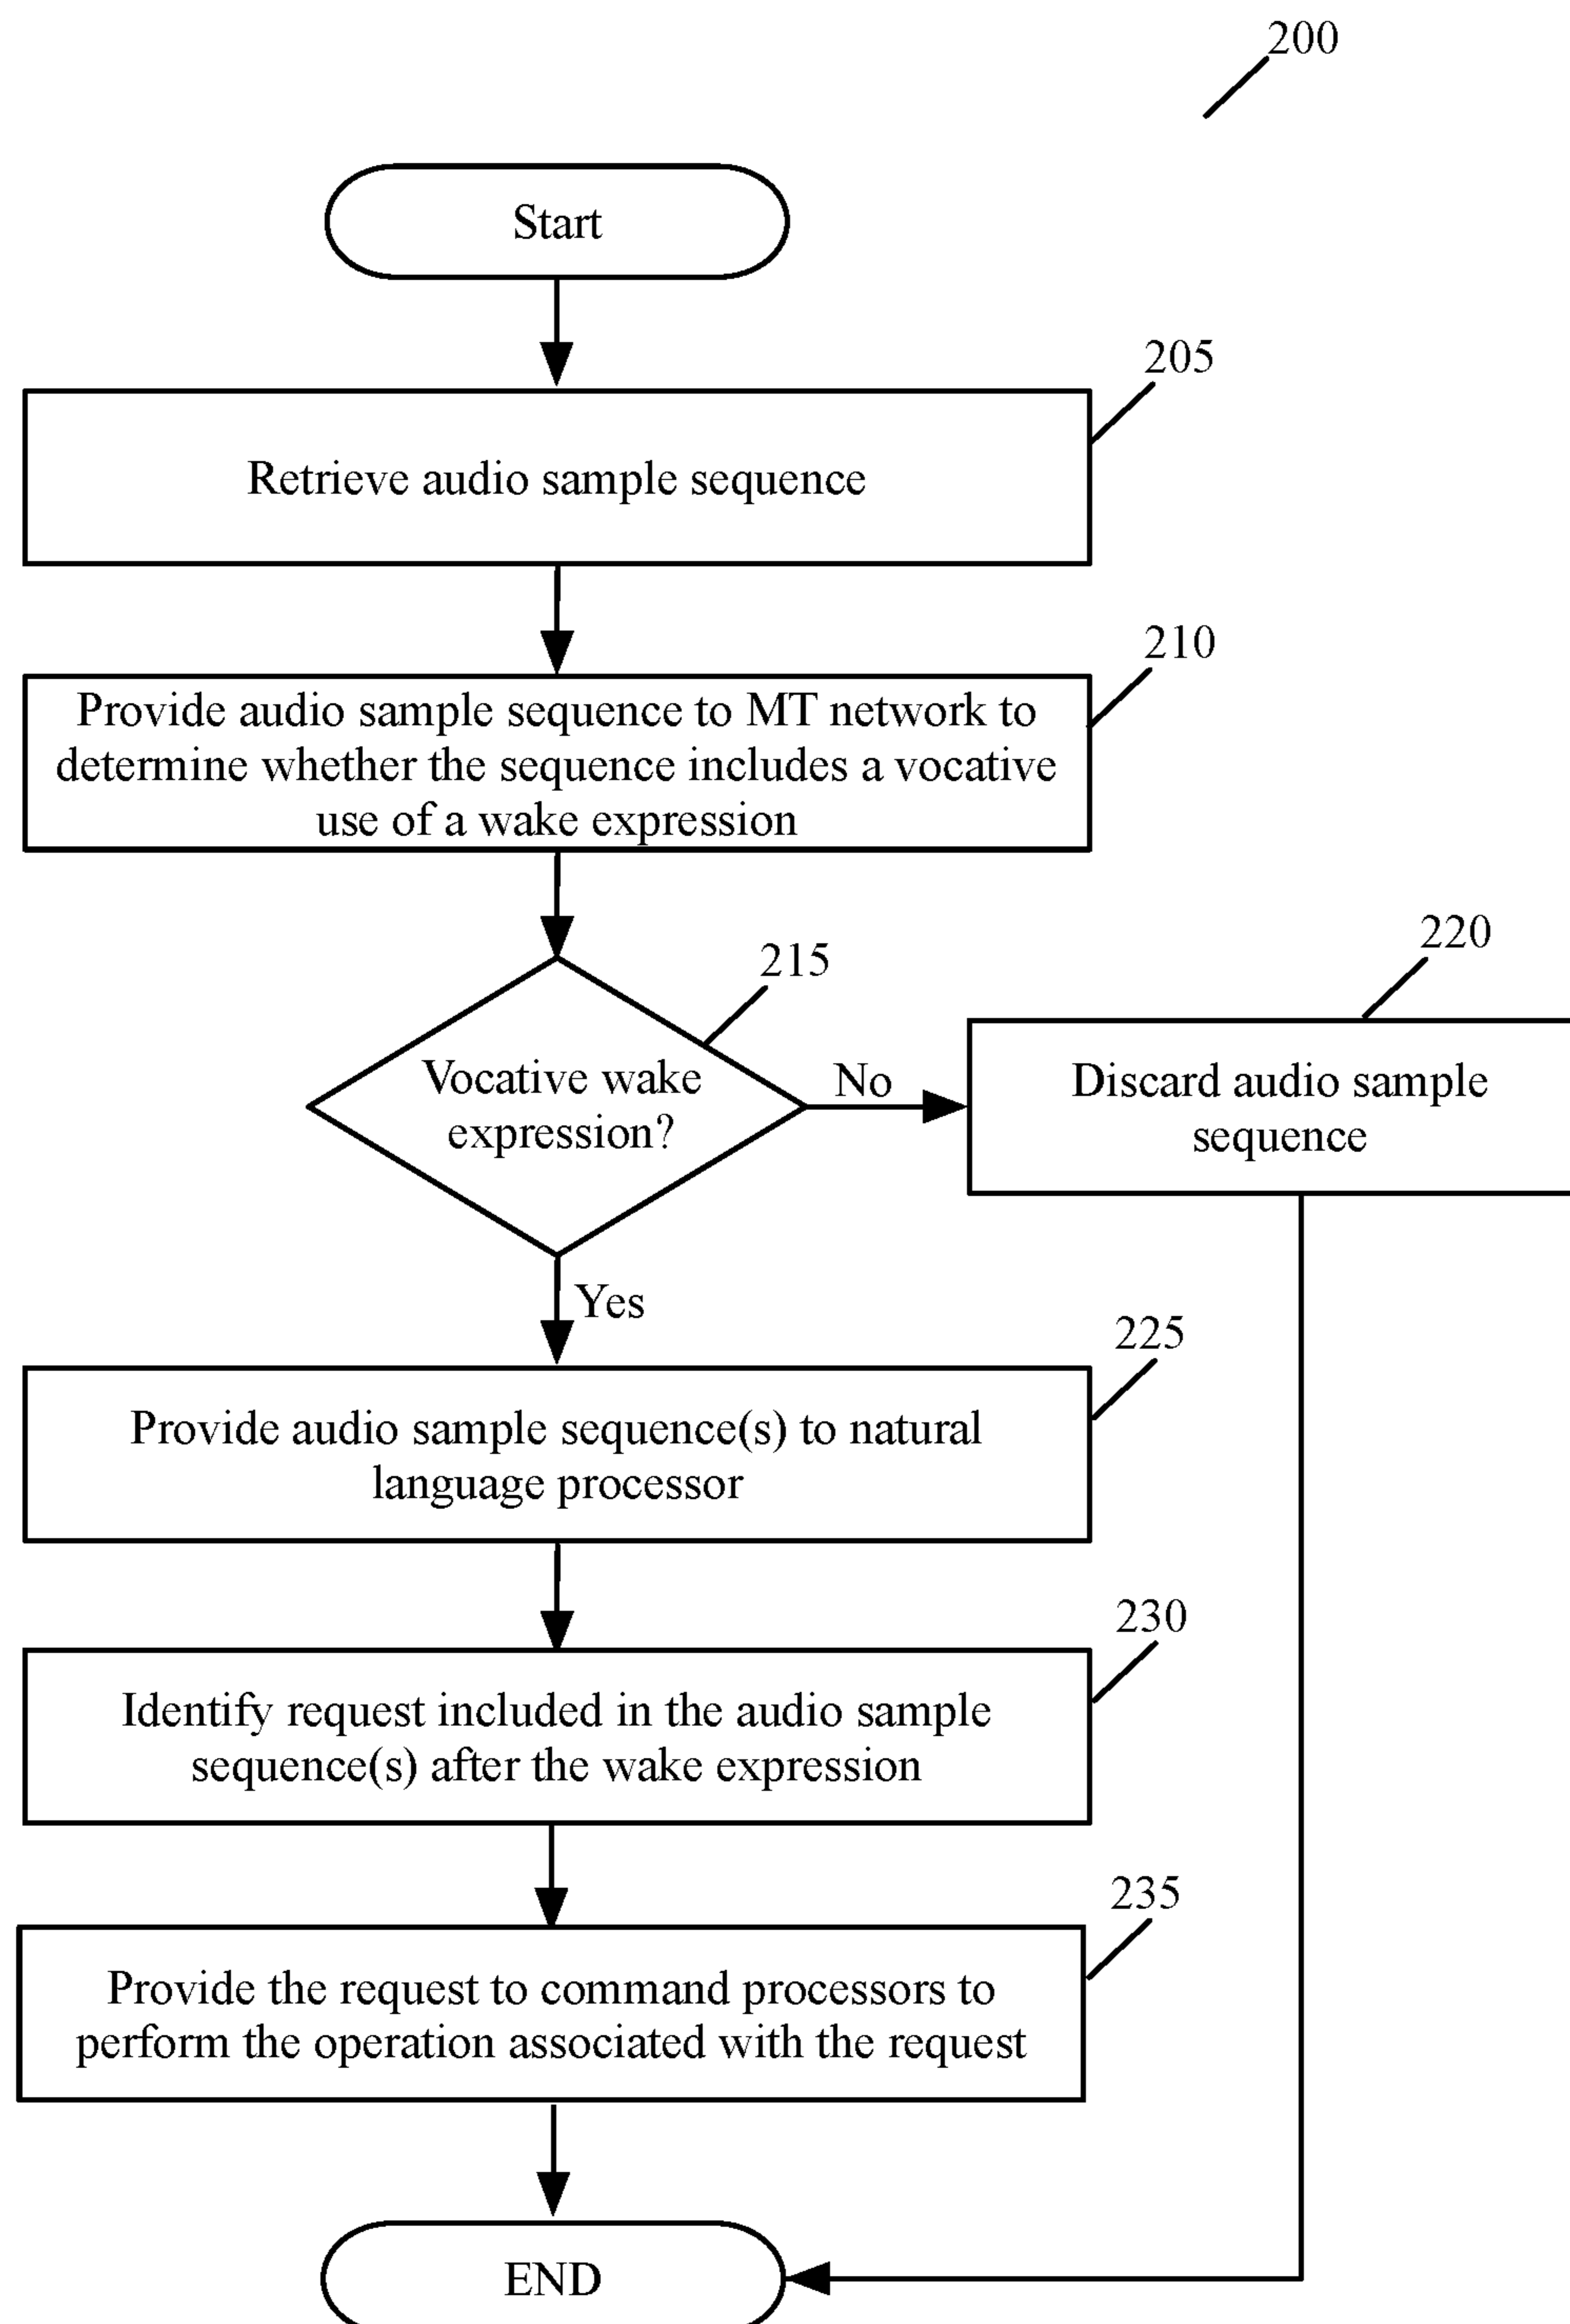 200
Start
205
Retrieve audio sample sequence
210
Provide audio sample sequence to MT network to
determine whether the sequence includes a vocative
use of a wake expression
215
Vocative wake
expression?
No
220
Discard audio sample
sequence
Yes
225
Provide audio sample sequence(s) to natural
language processor
230
Identify request included in the audio sample
sequence(s) after the wake expression
235
Provide the request to command processors to
perform the operation associated with the request
END